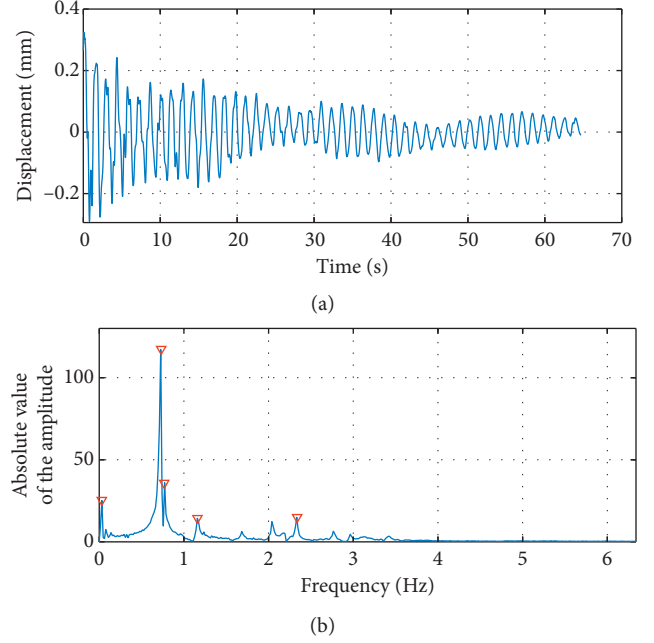 0.4
0.2
0
−0.2
Displacement (mm)
0 10 20 30 40 50 60 70
Time (s)
(a)
100
50
0
Absolute value
of the amplitude
0 1 2 3 4 5 6
Frequency (Hz)
(b)